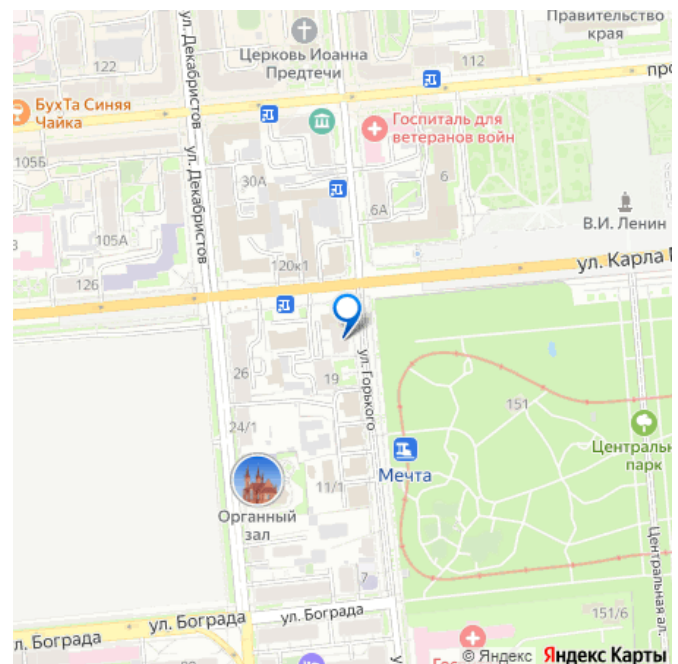 Правительство
края
ул. Декабристов
Церковь Иоанна
Предтечи
122
112
БухТа Синяя
Чайка
Госпиталь для
ветеранов войн
105Б
ул. Декабристов
30А
6
6А
В.И. Ленин
105А
120к1
ул. Карла
126
ул. Горького
26
19
151
24/1
Центральн
парк
Мечта
11/1
Органный
зал
Центральная ал.
7
ул. Бограда
ул. Бограда
151/6
л. Бограда
© Яндекс Яндекс Карты